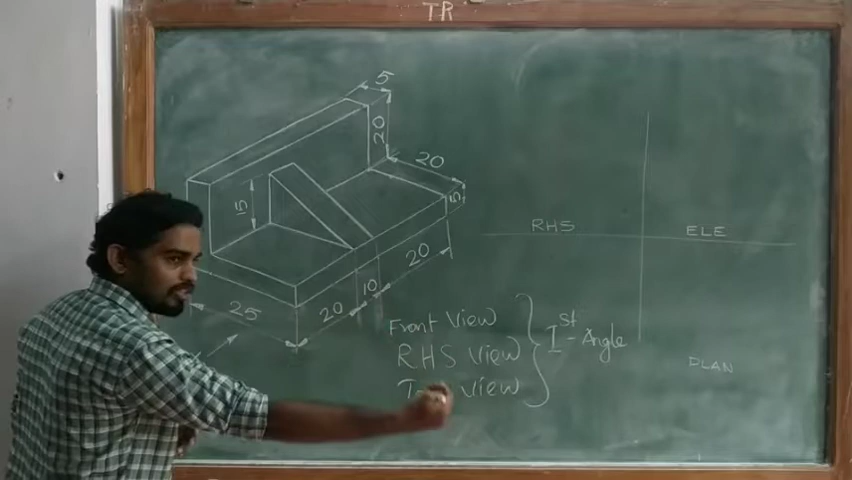 TR
5
20
20
5
15
20
10
20
25
RHS
ELE
Front View
RHS View
View
Ist - Angle
PLAN